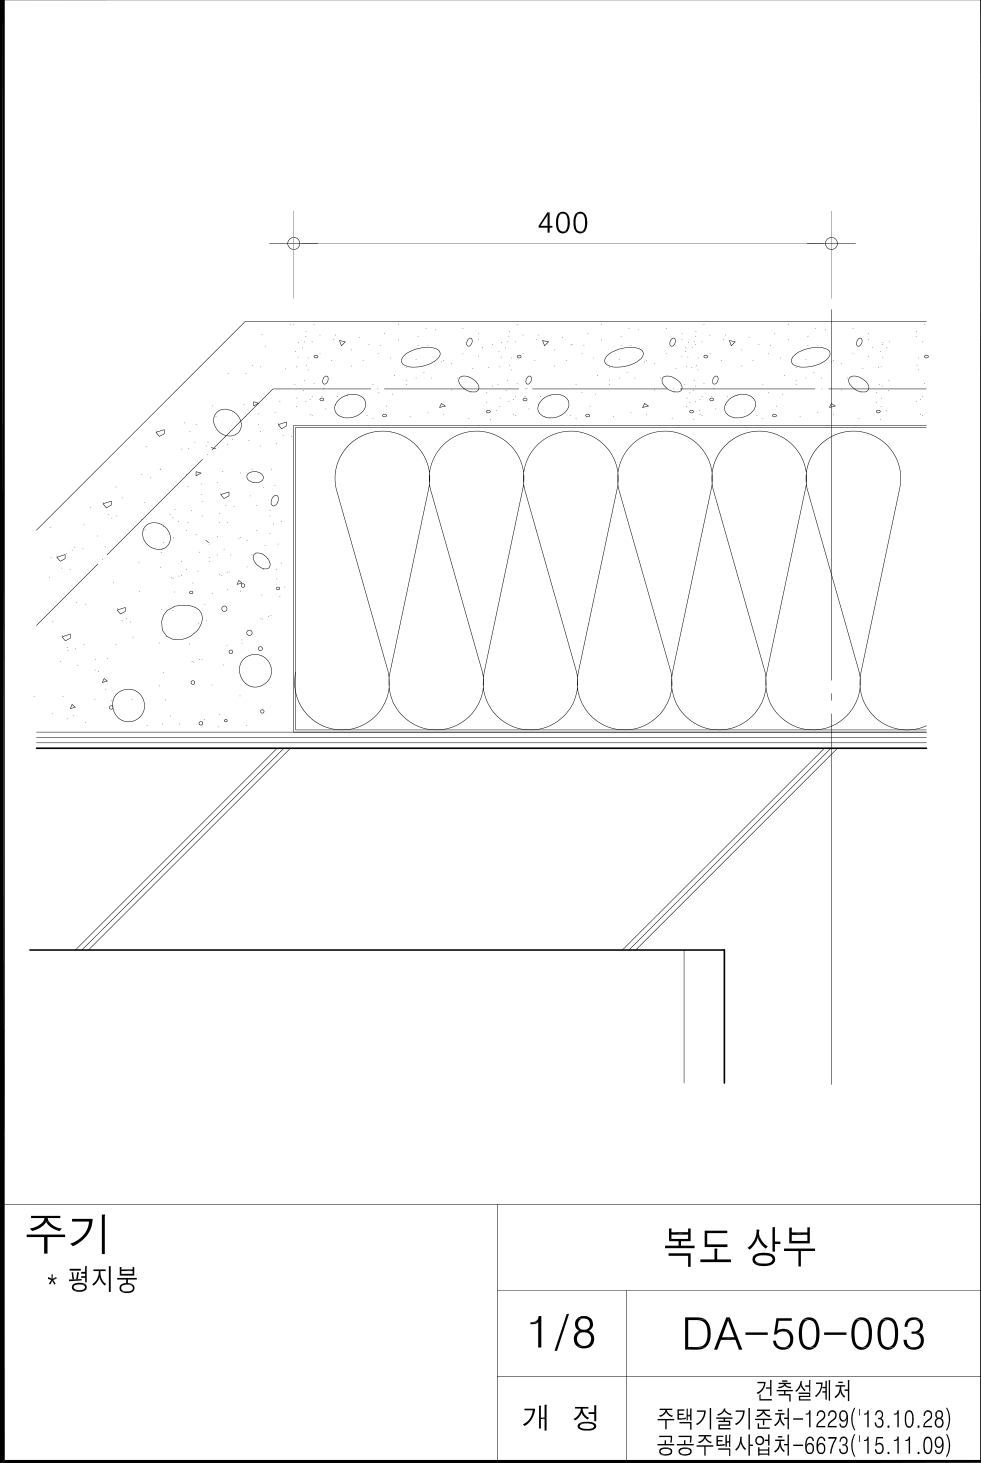 400
주기
* 평지붕
복도 상부
1/8
DA-50-003
개 정
건축설계처
주택기술기준처-1229('13.10.28)
공공주택사업처-6673('15.11.09)